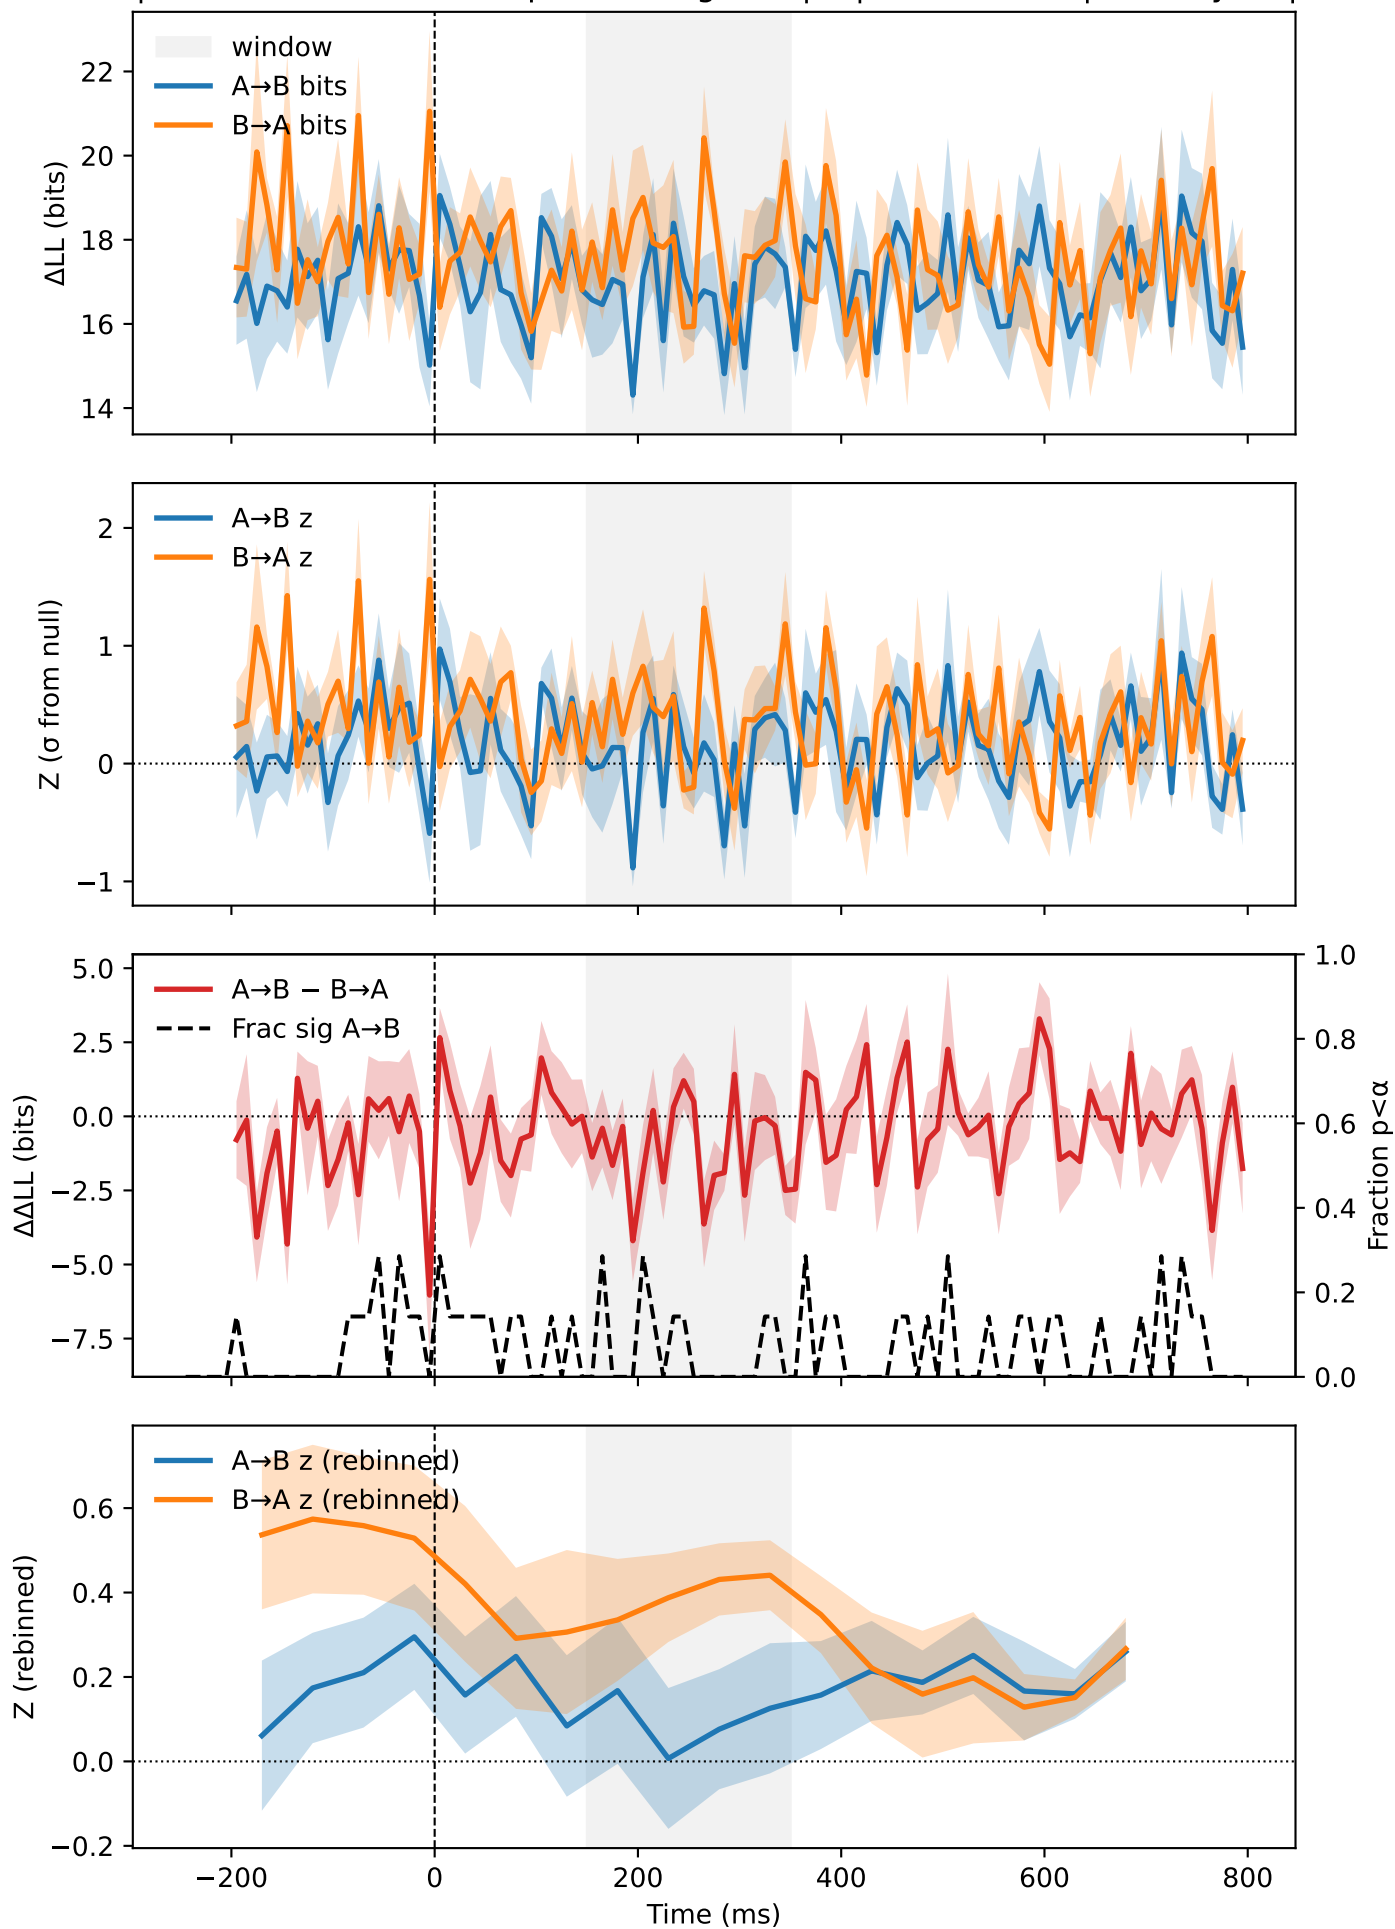 window
A→B bits
B→A bits
22
20
18
16
14
ΔLL (bits)
A→B z
B→A z
2
1
0
−1
Z (σ from null)
A→B − B→A
Frac sig A→B
5.0
2.5
0.0
−2.5
−5.0
−7.5
ΔΔLL (bits)
1.0
0.8
0.6
0.4
0.2
0.0
Fraction p<α
A→B z (rebinned)
B→A z (rebinned)
0.6
0.4
0.2
0.0
−0.2
Z (rebinned)
−200
0
200
400
600
800
Time (ms)